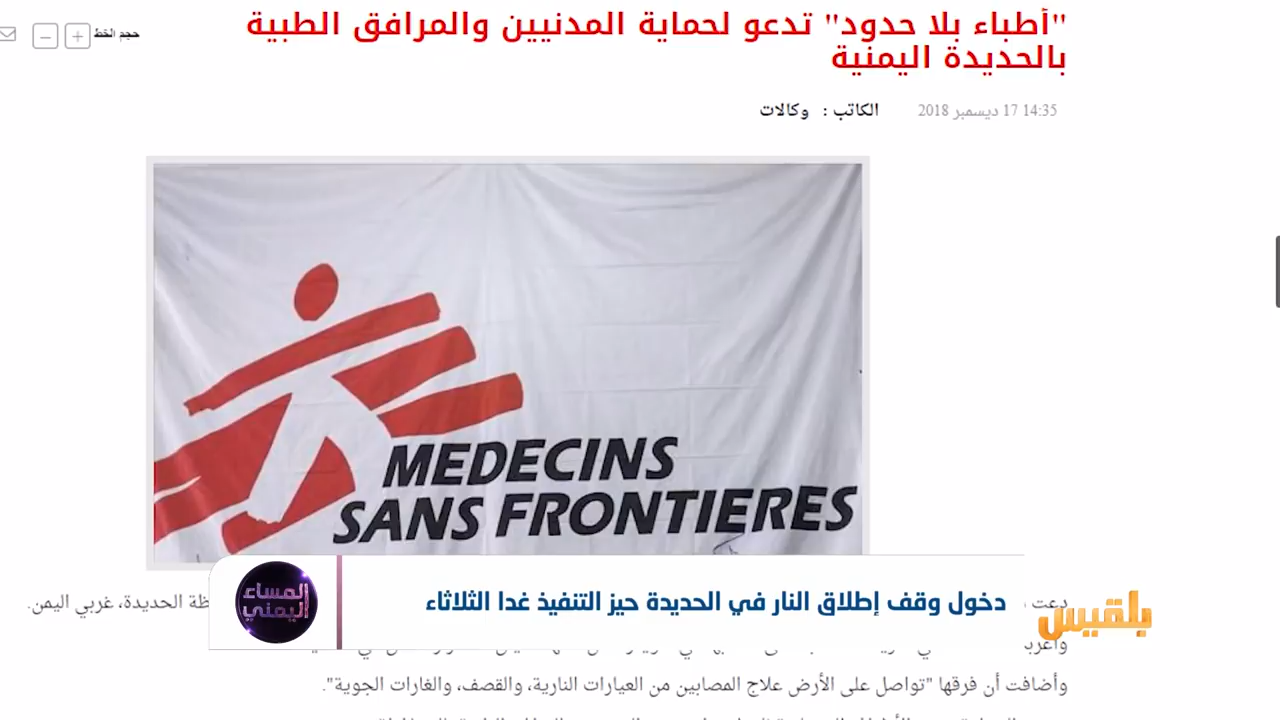 "أطباء بلا حدود" تدعو لحماية المدنيين والمرافق الطبية
بالحديدة اليمنية
حجم الخط
14:35 17 ديسمبر 2018
الكاتب : وكالات
MEDECINS
SANS FRONTIERES
دعت
الحديدة، غربي اليمن.
دخول وقف إطلاق النار في الحديدة حيز التنفيذ غدا الثلاثاء
المساء
اليمني
بلقيس
وأضافت أن فرقها "تواصل على الأرض علاج المصابين من العيارات النارية، والقصف، والغارات الجوية".